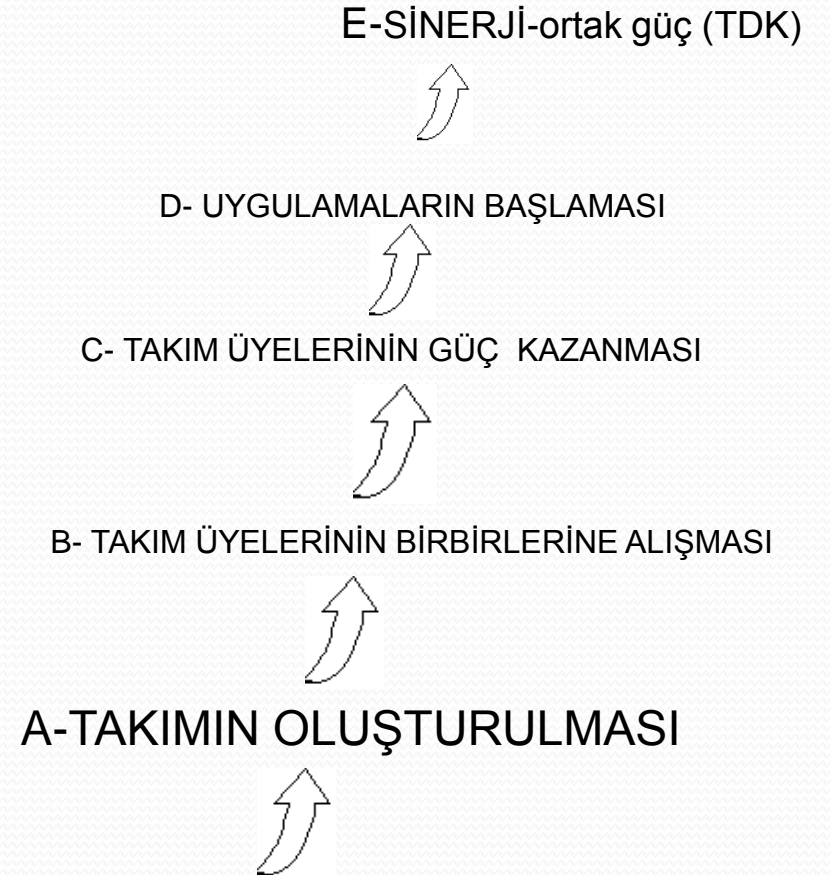 E-SİNERJİ-ortak güç (TDK)
D- UYGULAMALARIN BAŞLAMASI
C- TAKIM ÜYELERİNİN GÜÇ  KAZANMASI
B- TAKIM ÜYELERİNİN BİRBİRLERİNE ALIŞMASI
A-TAKIMIN OLUŞTURULMASI